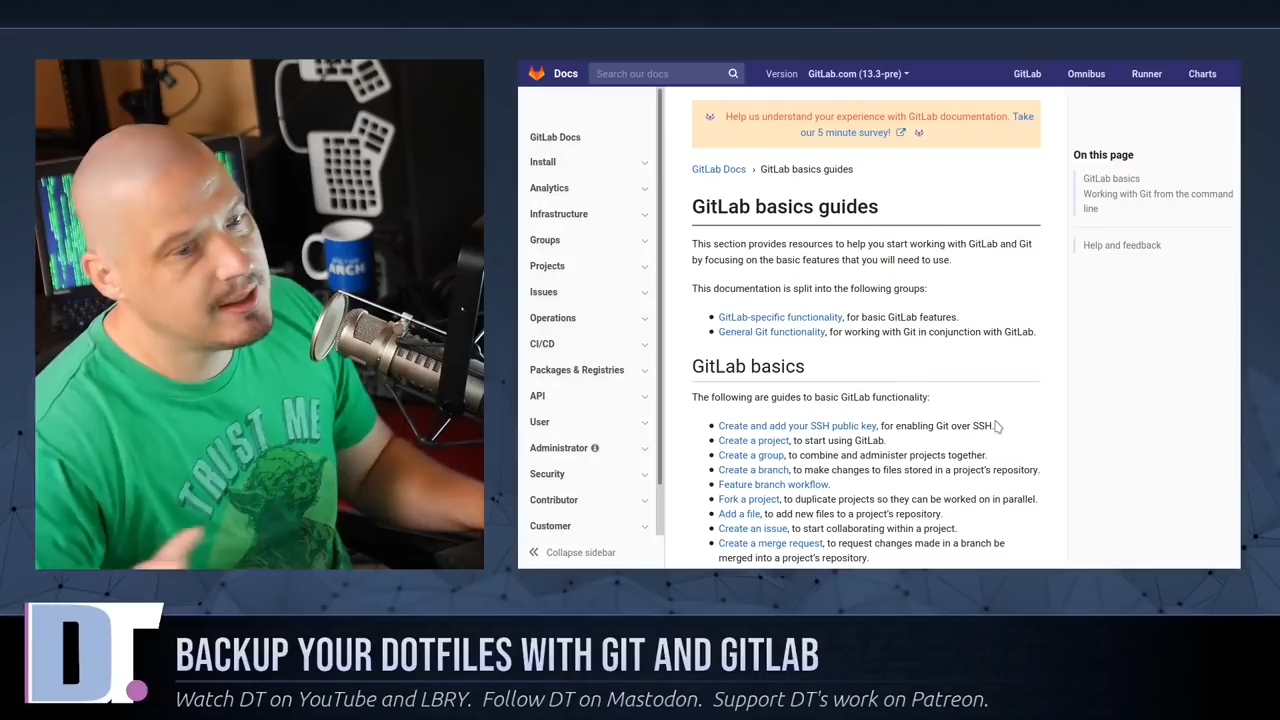 ARCH
TRUST ME
Docs
Search our docs
Version
GitLab.com (13.3-pre)
GitLab
Omnibus
Runner
Charts
GitLab Docs
Install
Analytics
Infrastructure
Groups
Projects
Issues
Operations
CI/CD
Packages & Registries
API
User
Administrator
Security
Contributor
Customer
Collapse sidebar
Help us understand your experience with GitLab documentation. Take
our 5 minute survey!
GitLab Docs › GitLab basics guides
GitLab basics guides
This section provides resources to help you start working with GitLab and Git
by focusing on the basic features that you will need to use.
This documentation is split into the following groups:
• GitLab-specific functionality, for basic GitLab features.
• General Git functionality, for working with Git in conjunction with GitLab.
GitLab basics
The following are guides to basic GitLab functionality:
• Create and add your SSH public key, for enabling Git over SSH.
• Create a project, to start using GitLab.
• Create a group, to combine and administer projects together.
• Create a branch, to make changes to files stored in a project's repository.
• Feature branch workflow.
• Fork a project, to duplicate projects so they can be worked on in parallel.
• Add a file, to add new files to a project's repository.
• Create an issue, to start collaborating within a project.
• Create a merge request, to request changes made in a branch be
merged into a project's repository.
On this page
GitLab basics
Working with Git from the command
line
Help and feedback
DT.
BACKUP YOUR DOTFILES WITH GIT AND GITLAB
Watch DT on YouTube and LBRY. Follow DT on Mastodon. Support DT's work on Patreon.